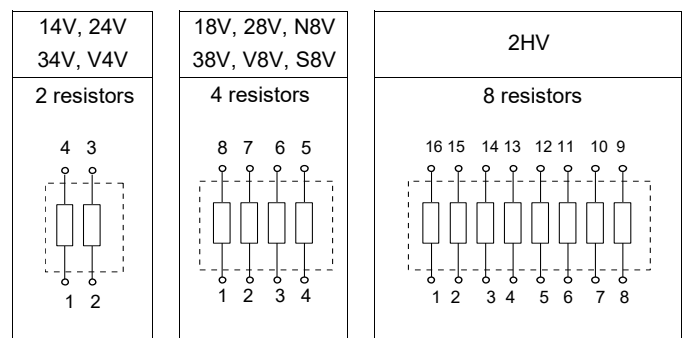 14V, 24V
34V, V4V
2 resistors
4 3
1 2
18V, 28V, N8V
38V, V8V, S8V
4 resistors
8 7 6 5
1 2 3 4
2HV
8 resistors
16 15 14 13 12 11 10 9
1 2 3 4 5 6 7 8